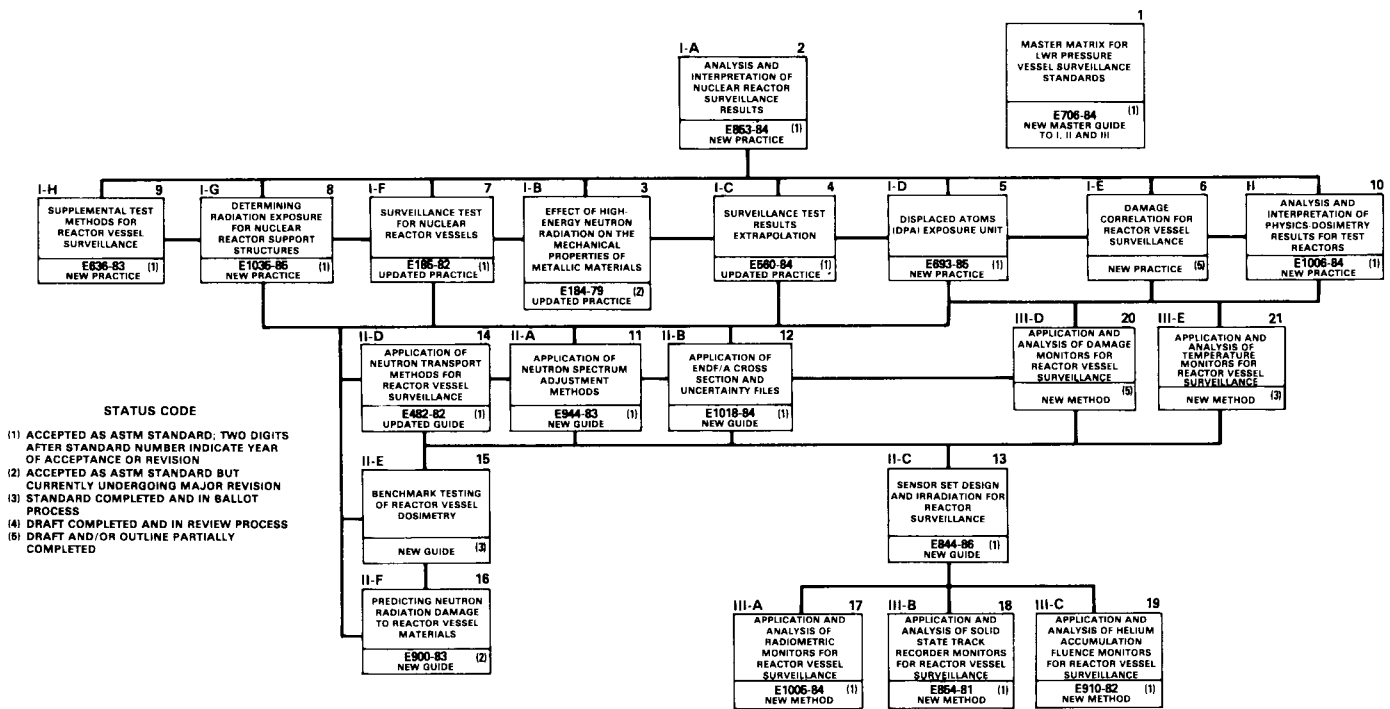 1
MASTER MATRIX FOR
LWR PRESSURE
VESSEL SURVEILLANCE
STANDARDS
E706-84 (1)
NEW MASTER GUIDE
TO I, II AND III
I-A 2
ANALYSIS AND
INTERPRETATION OF
NUCLEAR REACTOR
SURVEILLANCE
RESULTS
E853-84 (1)
NEW PRACTICE
I-H 9
SUPPLEMENTAL TEST
METHODS FOR
REACTOR VESSEL
SURVEILLANCE
E636-83 (1)
NEW PRACTICE
I-G 8
DETERMINING
RADIATION EXPOSURE
FOR NUCLEAR
REACTOR SUPPORT
STRUCTURES
E1035-85 (1)
NEW PRACTICE
I-F 7
SURVEILLANCE TEST
FOR NUCLEAR
REACTOR VESSELS
E185-82 (1)
UPDATED PRACTICE
I-B 3
EFFECT OF HIGH-
ENERGY NEUTRON
RADIATION ON THE
MECHANICAL
PROPERTIES OF
METALLIC MATERIALS
E184-79 (2)
UPDATED PRACTICE
I-C 4
SURVEILLANCE TEST
RESULTS
EXTRAPOLATION
E560-84 (1)
UPDATED PRACTICE
I-D 5
DISPLACED ATOMS
(DPA) EXPOSURE UNIT
E693-85 (1)
NEW PRACTICE
I-E 6
DAMAGE
CORRELATION FOR
REACTOR VESSEL
SURVEILLANCE
NEW PRACTICE (5)
II 10
ANALYSIS AND
INTERPRETATION OF
PHYSICS-DOSIMETRY
RESULTS FOR TEST
REACTORS
E1006-84 (1)
NEW PRACTICE
II-D 14
APPLICATION OF
NEUTRON TRANSPORT
METHODS FOR
REACTOR VESSEL
SURVEILLANCE
E482-82 (1)
UPDATED GUIDE
II-A 11
APPLICATION OF
NEUTRON SPECTRUM
ADJUSTMENT
METHODS
E944-83 (1)
NEW GUIDE
II-B 12
APPLICATION OF
ENDF/A CROSS
SECTION AND
UNCERTAINTY FILES
E1018-84 (1)
NEW GUIDE
III-D 20
APPLICATION AND
ANALYSIS OF DAMAGE
MONITORS FOR
REACTOR VESSEL
SURVEILLANCE
(5)
NEW METHOD
III-E 21
APPLICATION AND
ANALYSIS OF
TEMPERATURE
MONITORS FOR
REACTOR VESSEL
SURVEILLANCE
(3)
NEW METHOD
STATUS CODE
(1) ACCEPTED AS ASTM STANDARD; TWO DIGITS
AFTER STANDARD NUMBER INDICATE YEAR
OF ACCEPTANCE OR REVISION
(2) ACCEPTED AS ASTM STANDARD BUT
CURRENTLY UNDERGOING MAJOR REVISION
(3) STANDARD COMPLETED AND IN BALLOT
PROCESS
(4) DRAFT COMPLETED AND IN REVIEW PROCESS
(5) DRAFT AND/OR OUTLINE PARTIALLY
COMPLETED
II-E 15
BENCHMARK TESTING
OF REACTOR VESSEL
DOSIMETRY
NEW GUIDE (3)
II-C 13
SENSOR SET DESIGN
AND IRRADIATION FOR
REACTOR
SURVEILLANCE
E844-86 (1)
NEW GUIDE
II-F 16
PREDICTING NEUTRON
RADIATION DAMAGE
TO REACTOR VESSEL
MATERIALS
E900-83 (2)
NEW GUIDE
III-A 17
APPLICATION AND
ANALYSIS OF
RADIOMETRIC
MONITORS FOR
REACTOR VESSEL
SURVEILLANCE
E1005-84 (1)
NEW METHOD
III-B 18
APPLICATION AND
ANALYSIS OF SOLID
STATE TRACK
RECORDER MONITORS
FOR REACTOR VESSEL
SURVEILLANCE
E854-81 (1)
NEW METHOD
III-C 19
APPLICATION AND
ANALYSIS OF HELIUM
ACCUMULATION
FLUENCE MONITORS
FOR REACTOR VESSEL
SURVEILLANCE
E910-82 (1)
NEW METHOD